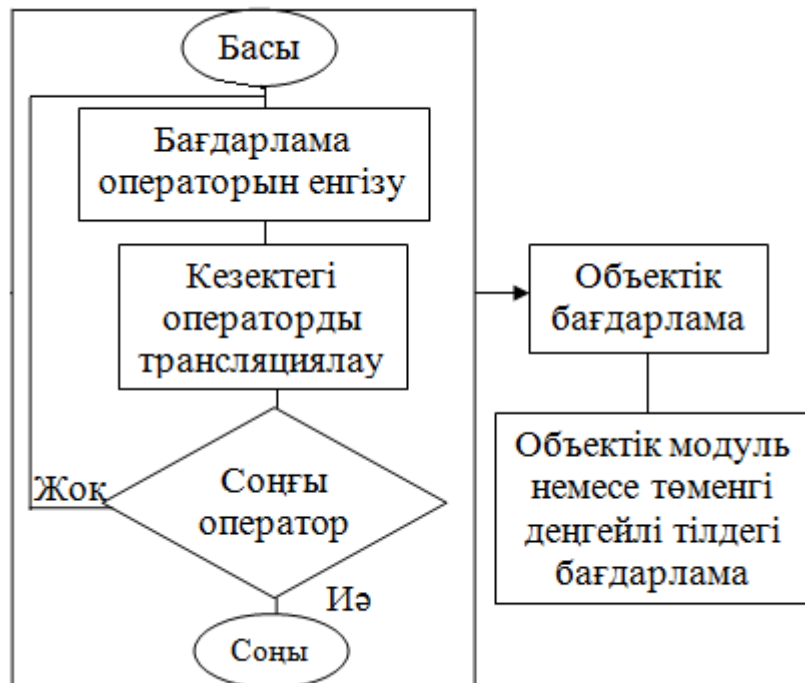 Басы
Бағдарлама
операторын енгізу
Кезектегі
операторды
трансляциялау
Соңғы
оператор
Жоқ
Иә
Соңы
Объектік
бағдарлама
Объектік модуль
немесе төменгі
деңгейлі тілдегі
бағдарлама